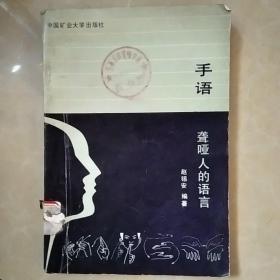 中国矿业大学出版社
手语
聋哑人的语言
赵锡安 编著